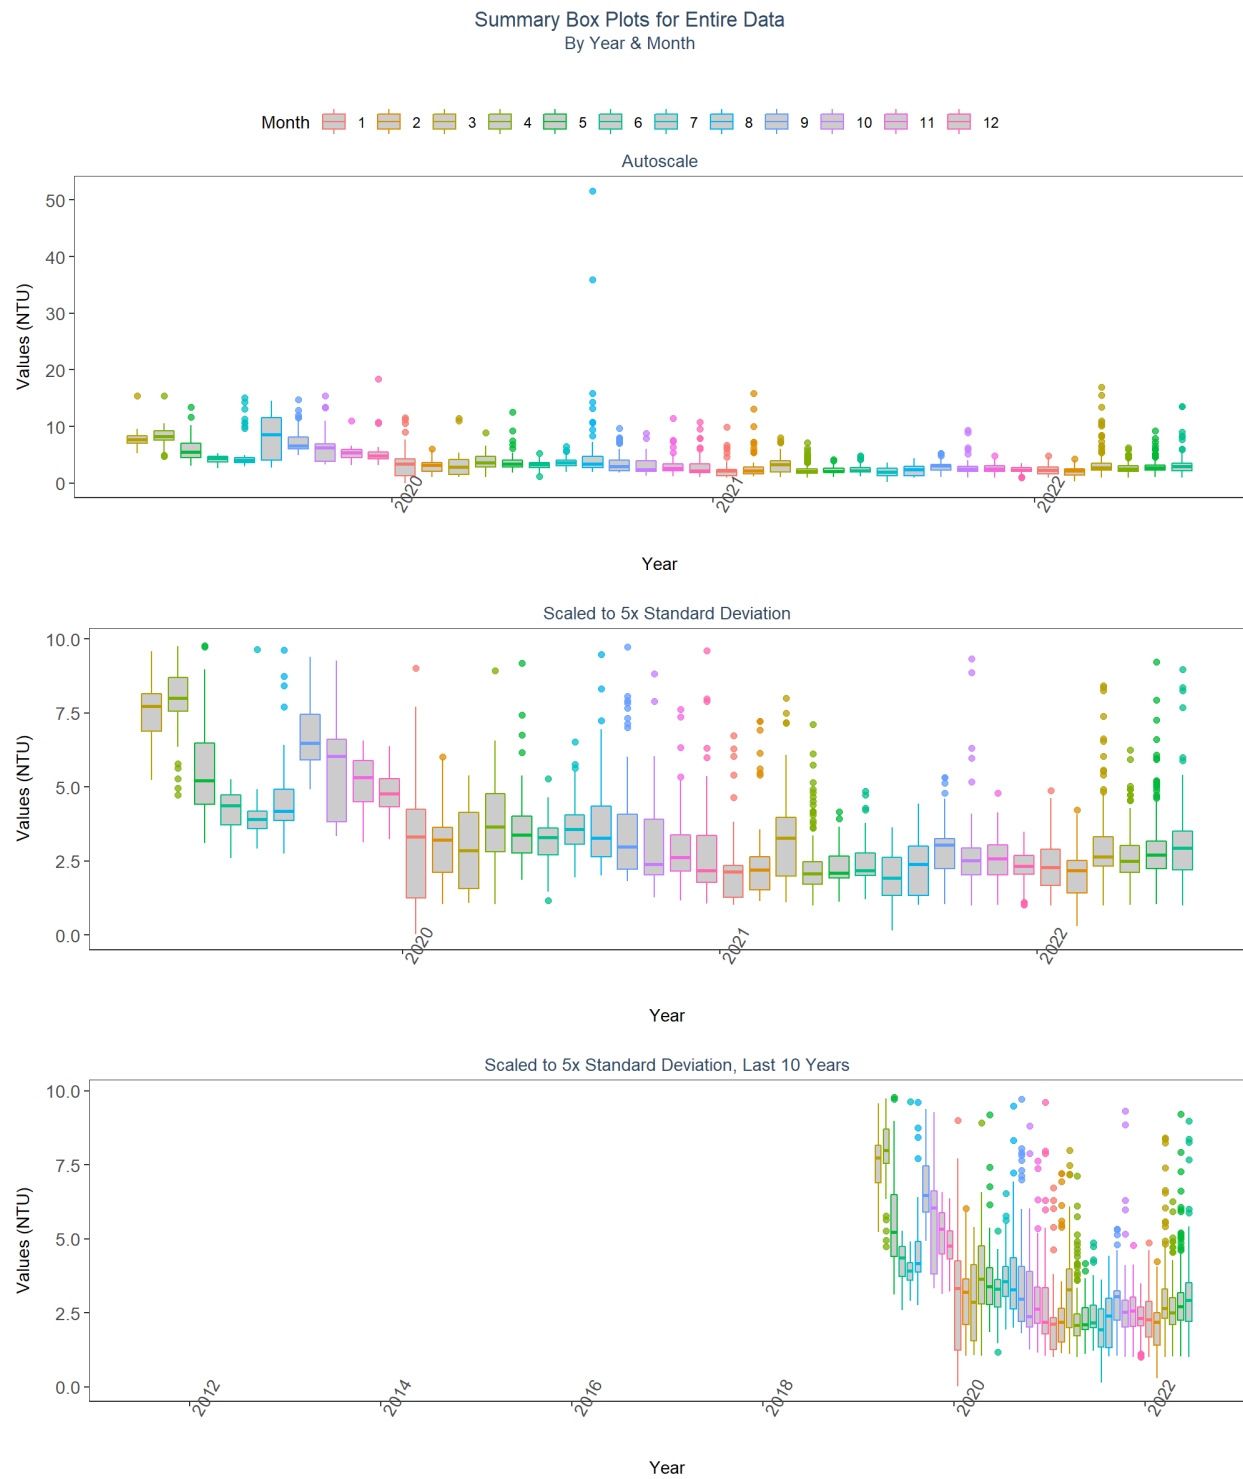 Summary Box Plots for Entire Data
By Year & Month
Month 1 2 3 4 5 6 7 8 9 10 11 12
Autoscale
50
40
30
20
10
0
Values (NTU)
2020 2021 2022
Year
Scaled to 5x Standard Deviation
10.0
7.5
5.0
2.5
0.0
Values (NTU)
2020 2021 2022
Year
Scaled to 5x Standard Deviation, Last 10 Years
10.0
7.5
5.0
2.5
0.0
Values (NTU)
2012 2014 2016 2018 2020 2022
Year